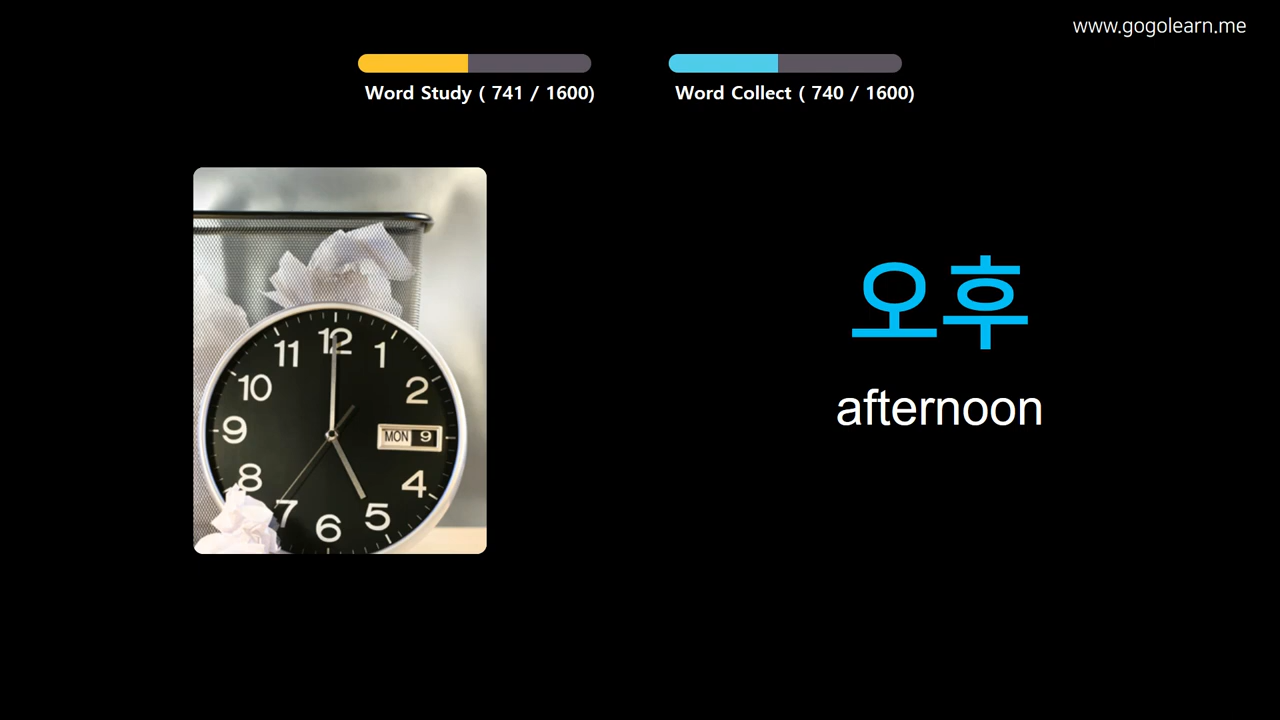 www.gogolearn.me
Word Study ( 741 / 1600)
Word Collect ( 740 / 1600)
12
11
1
10
2
9
MON 9
8
4
7
5
6
오후
afternoon